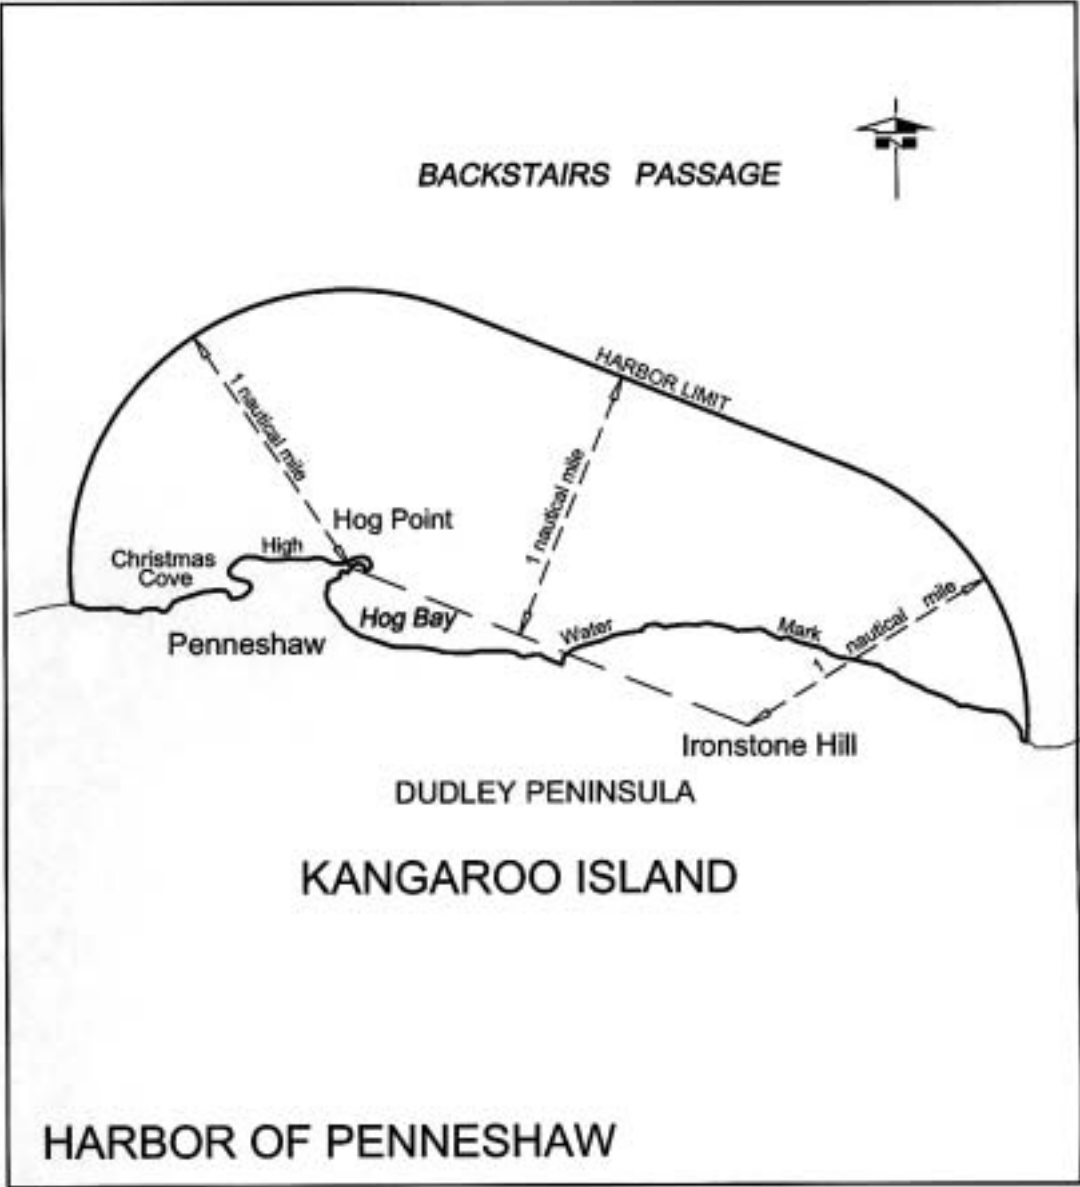 N
BACKSTAIRS PASSAGE
HARBOR LIMIT
1 nautical mile
1 nautical mile
1 nautical mile
Hog Point
High
Christmas
Cove
Hog Bay
Water
Mark
Penneshaw
Ironstone Hill
DUDLEY PENINSULA
KANGAROO ISLAND
HARBOR OF PENNESHAW